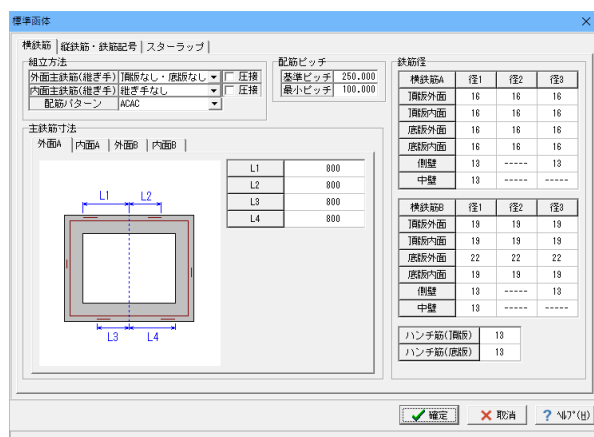 標準画体
横鉄筋 縦鉄筋・鉄筋記号 スターラップ
組立方法
外面主鉄筋(継ぎ手) 頂版なし・底版なし 圧接
内面主鉄筋(継ぎ手) 継ぎ手なし 圧接
配筋パターン ACAC
配筋ピッチ
基準ピッチ 250.000
最小ピッチ 100.000
主鉄筋寸法
外面A 内面A 外面B 内面B
L1 L2
L3 L4
L1 800
L2 800
L3 800
L4 800
鉄筋径
横鉄筋A 径1 径2 径3
頂版外面 16 16 16
頂版内面 16 16 16
底版外面 16 16 16
底版内面 16 16 16
側壁 13 ----- 13
中壁 13 ----- -----
横鉄筋B 径1 径2 径3
頂版外面 19 19 19
頂版内面 19 19 19
底版外面 22 22 22
底版内面 19 19 19
側壁 13 ----- 13
中壁 13 ----- -----
ハンチ筋(頂版) 13
ハンチ筋(底版) 13
確定 取消 ? ﾍﾙﾌﾟ(H)